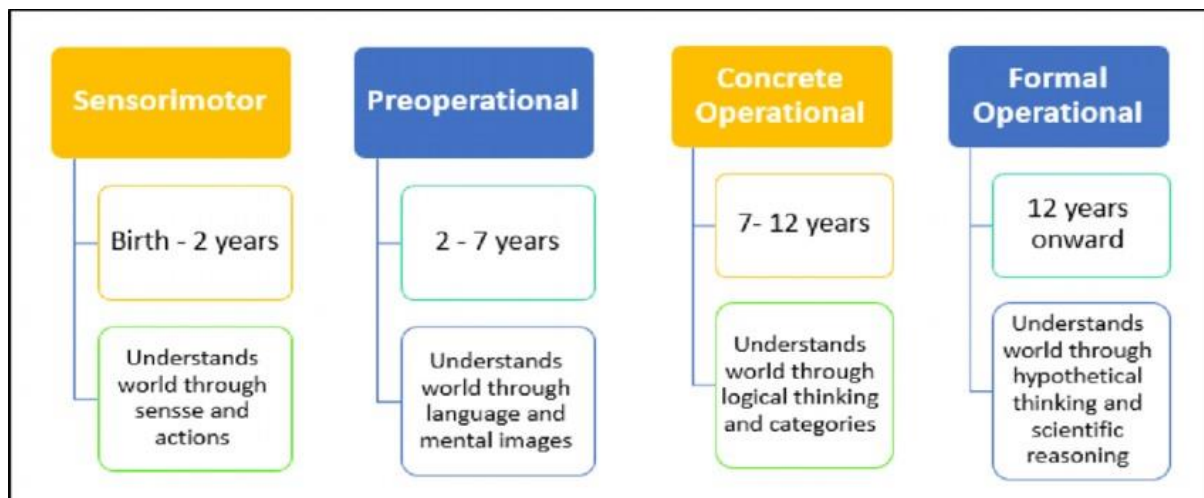 Sensorimotor
Birth - 2 years
Understands
world through
sensse and
actions
Preoperational
2 - 7 years
Understands
world through
language and
mental images
Concrete
Operational
7- 12 years
Understands
world through
logical thinking
and categories
Formal
Operational
12 years
onward
Understands
world through
hypothetical
thinking and
scientific
reasoning